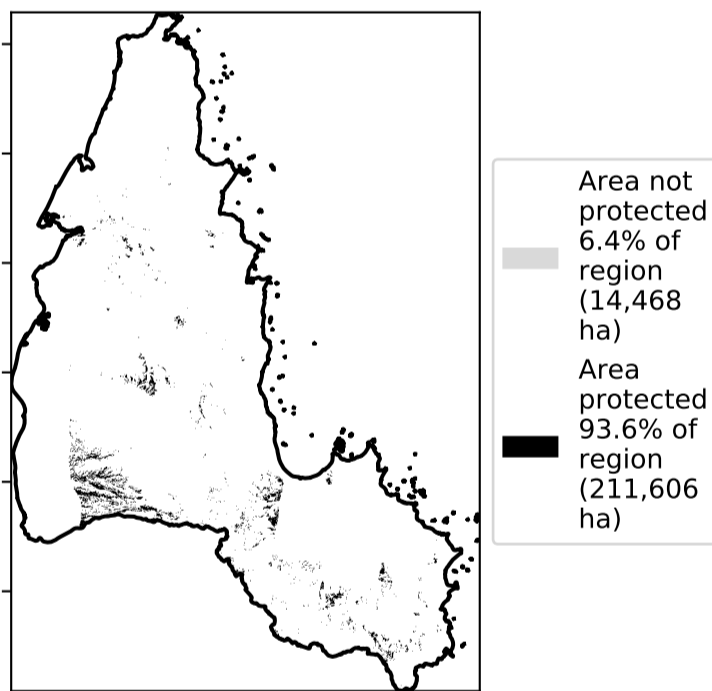 Area not
protected
6.4% of
region
(14,468
ha)
Area
protected
93.6% of
region
(211,606
ha)